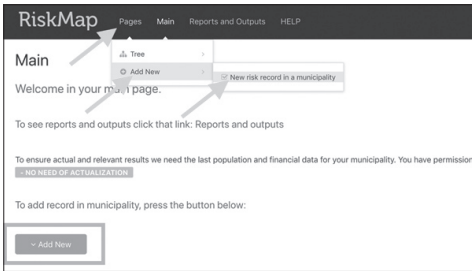 RiskMap Pages Main Reports and Outputs HELP
Tree
Main
Add New
New risk record in a municipality
Welcome in your main page.
To see reports and outputs click that link: Reports and outputs
To ensure actual and relevant results we need the last population and financial data for your municipality. You have permission
- NO NEED OF ACTUALIZATION
To add record in municipality, press the button below:
Add New